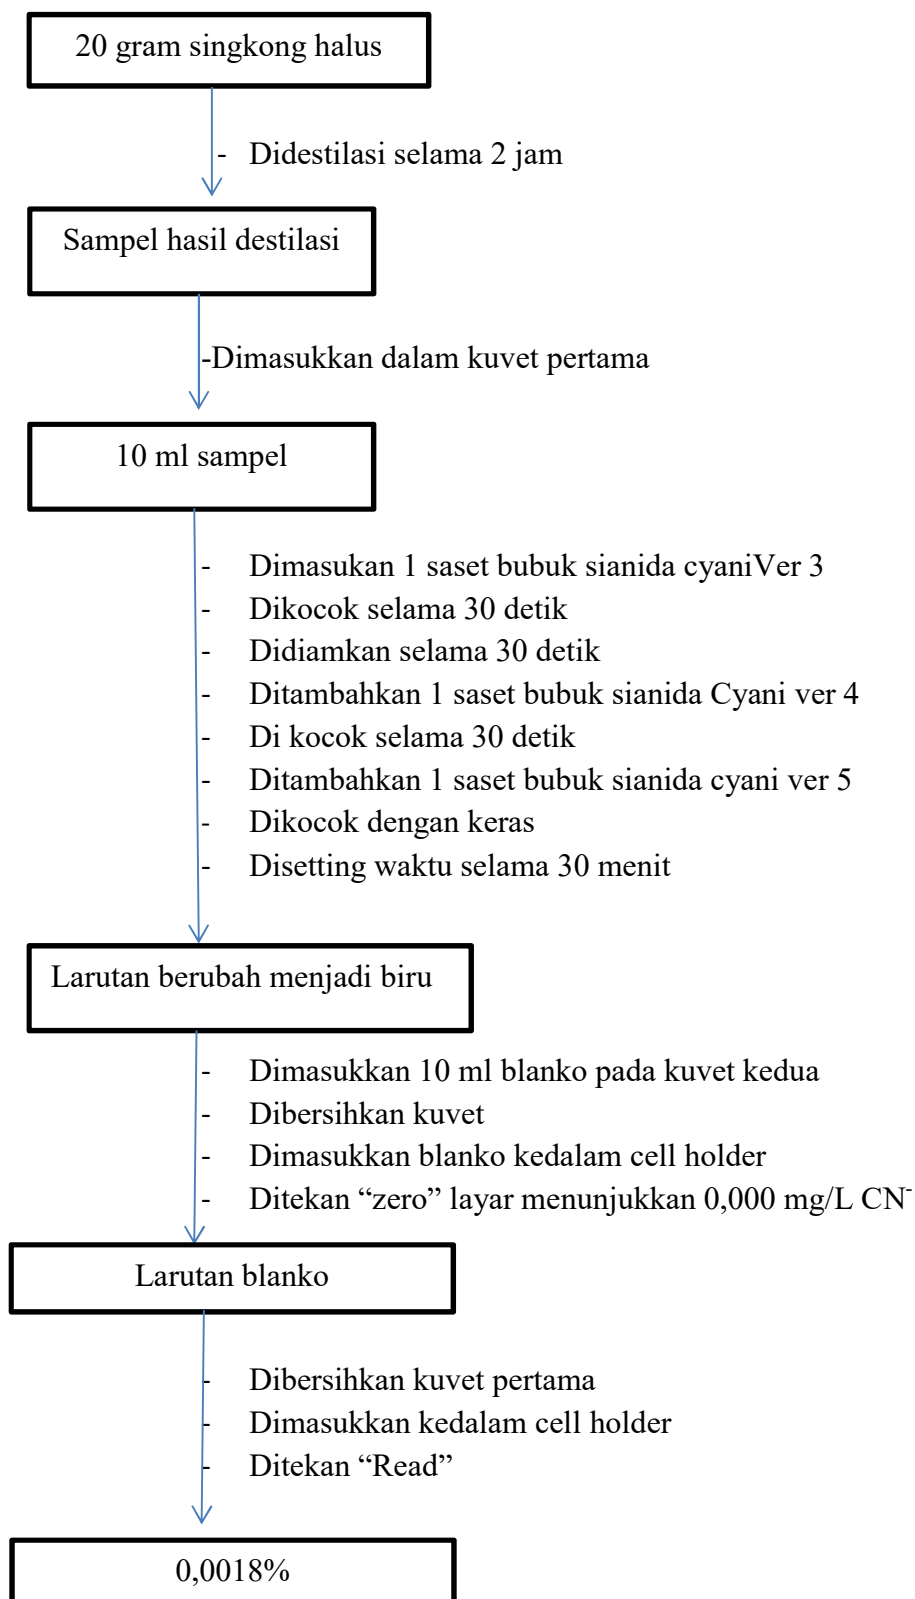 20 gram singkong halus
- Didestilasi selama 2 jam
Sampel hasil destilasi
-Dimasukkan dalam kuvet pertama
10 ml sampel
- Dimasukan 1 saset bubuk sianida cyaniVer 3
- Dikocok selama 30 detik
- Didiamkan selama 30 detik
- Ditambahkan 1 saset bubuk sianida Cyani ver 4
- Di kocok selama 30 detik
- Ditambahkan 1 saset bubuk sianida cyani ver 5
- Dikocok dengan keras
- Disetting waktu selama 30 menit
Larutan berubah menjadi biru
- Dimasukkan 10 ml blanko pada kuvet kedua
- Dibersihkan kuvet
- Dimasukkan blanko kedalam cell holder
- Ditekan “zero” layar menunjukkan 0,000 mg/L CN⁻
Larutan blanko
- Dibersihkan kuvet pertama
- Dimasukkan kedalam cell holder
- Ditekan “Read”
0,0018%